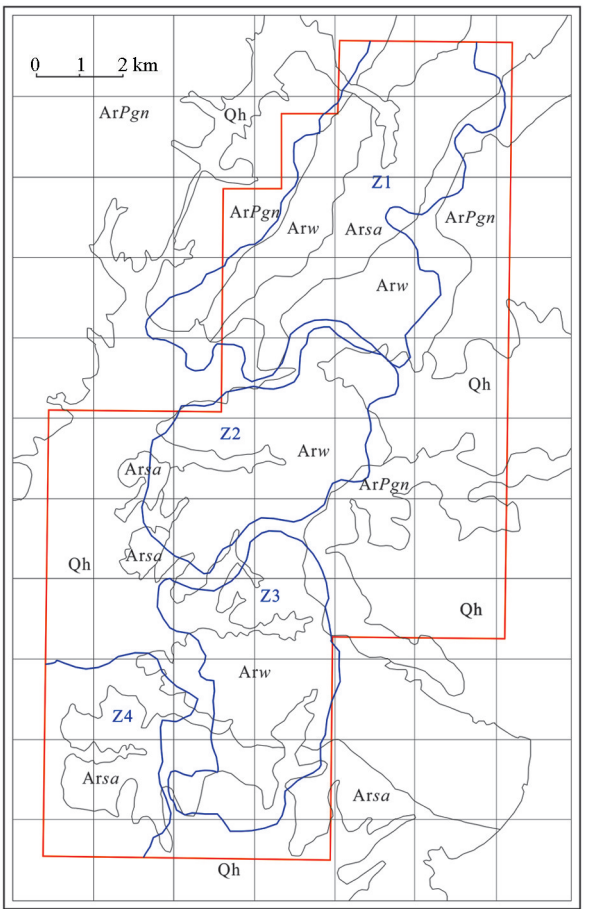 0 1 2 km
ArPgn
Qh
Z1
ArPgn
ArPgn
Arw
Arsa
Arw
Qh
Z2
Arw
Arsa
ArPgn
Arsa
Qh
Z3
Qh
Arw
Z4
Arsa
Arsa
Qh